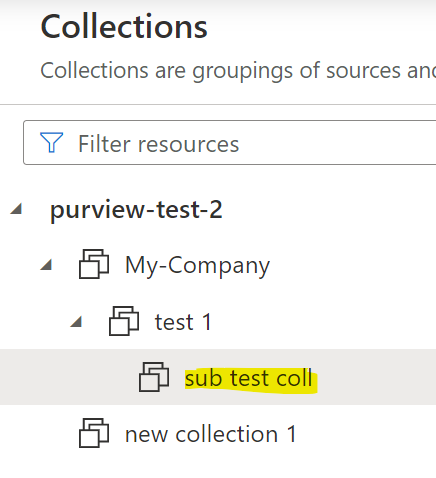 Collections
Collections are groupings of sources and
Filter resources
purview-test-2
My-Company
test 1
sub test coll
new collection 1